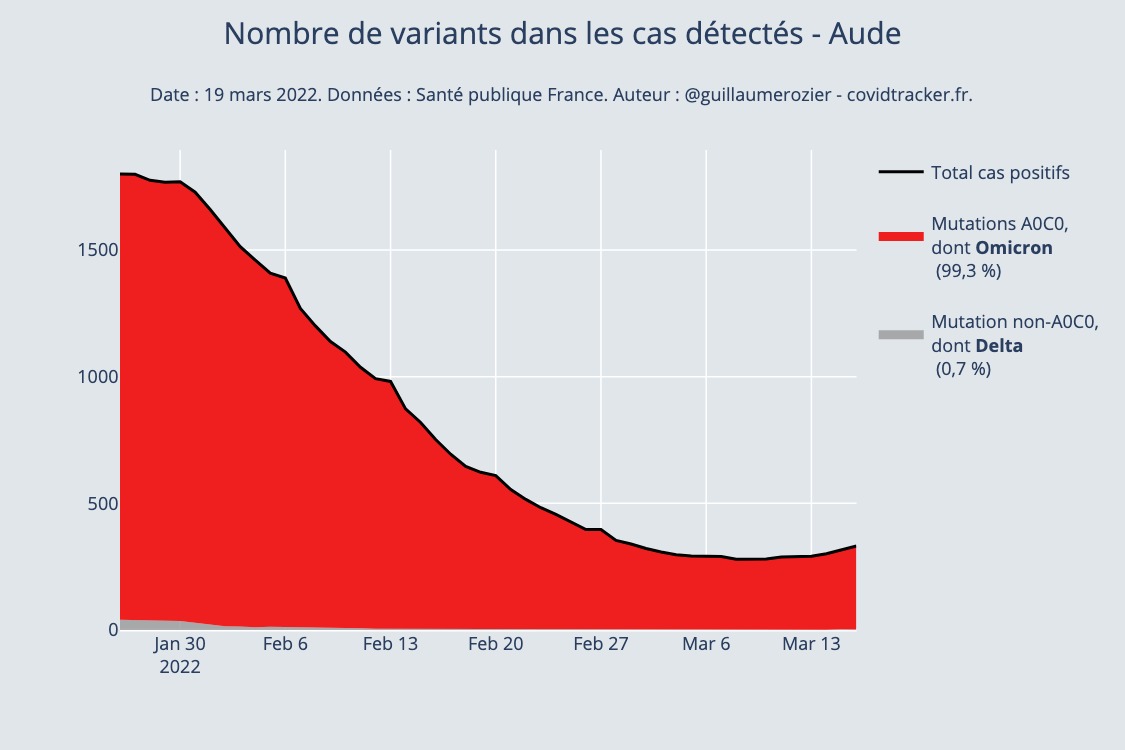 Nombre de variants dans les cas détectés - Aude
Date : 19 mars 2022. Données : Santé publique France. Auteur : @guillaumerozier - covidtracker.fr.
Total cas positifs
Mutations A0C0,
dont Omicron
(99,3 %)
Mutation non-A0C0,
dont Delta
(0,7 %)
1500
1000
500
0
Jan 30
2022
Feb 6
Feb 13
Feb 20
Feb 27
Mar 6
Mar 13